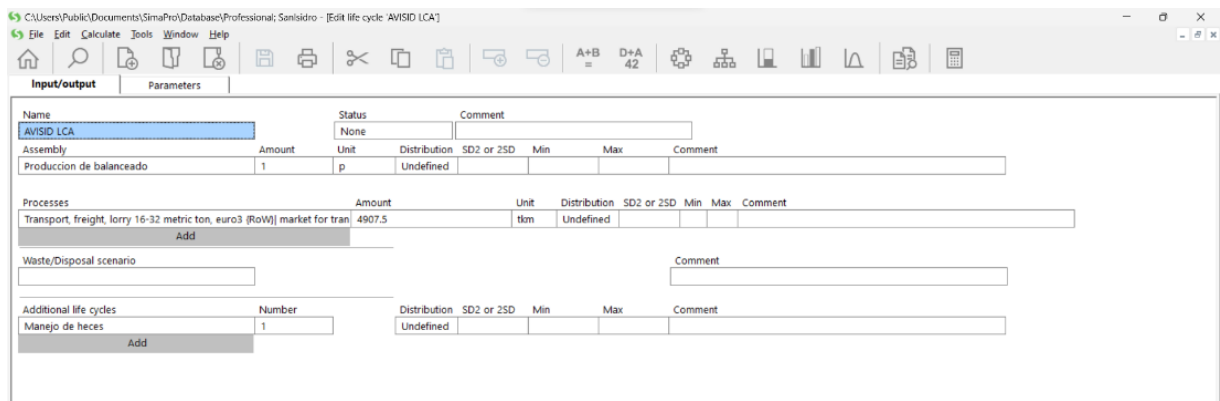 C:\Users\Public\Documents\SimaPro\Database\Professional; SanIsidro - [Edit life cycle 'AVISID LCA']
File Edit Calculate Tools Window Help
A+B = D+A 42
Input/output Parameters
Name Status Comment
AVISID LCA None
Assembly Amount Unit Distribution SD2 or 2SD Min Max Comment
Produccion de balanceado 1 p Undefined
Processes Amount Unit Distribution SD2 or 2SD Min Max Comment
Transport, freight, lorry 16-32 metric ton, euro3 {RoW}| market for tran 4907.5 tkm Undefined
Add
Waste/Disposal scenario Comment
Additional life cycles Number Distribution SD2 or 2SD Min Max Comment
Manejo de heces 1 Undefined
Add